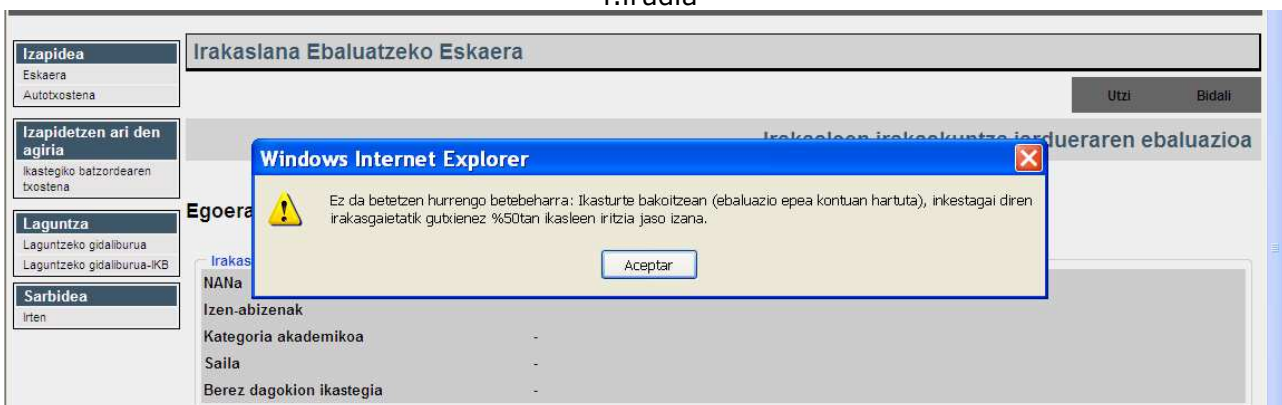 Izapidea
Eskaera
Autotxostena
Izapidetzen ari den
agiria
Ikastegiko batzordearen
txostena
Laguntza
Laguntzeko gidaliburua
Laguntzeko gidaliburua-IKB
Sarbidea
Irten
Irakaslana Ebaluatzeko Eskaera
Utzi Bidali
Irakasleen irakaskuntza jardueraren ebaluazioa
Windows Internet Explorer
Ez da betetzen hurrengo betebeharra: Ikasturte bakoitzean (ebaluazio epea kontuan hartuta), inkestagai diren
irakasgaietatik gutxienez %50tan ikasleen iritzia jaso izana.
Aceptar
Egoera
Irakas
NANa
Izen-abizenak
Kategoria akademikoa -
Saila -
Berez dagokion ikastegia -